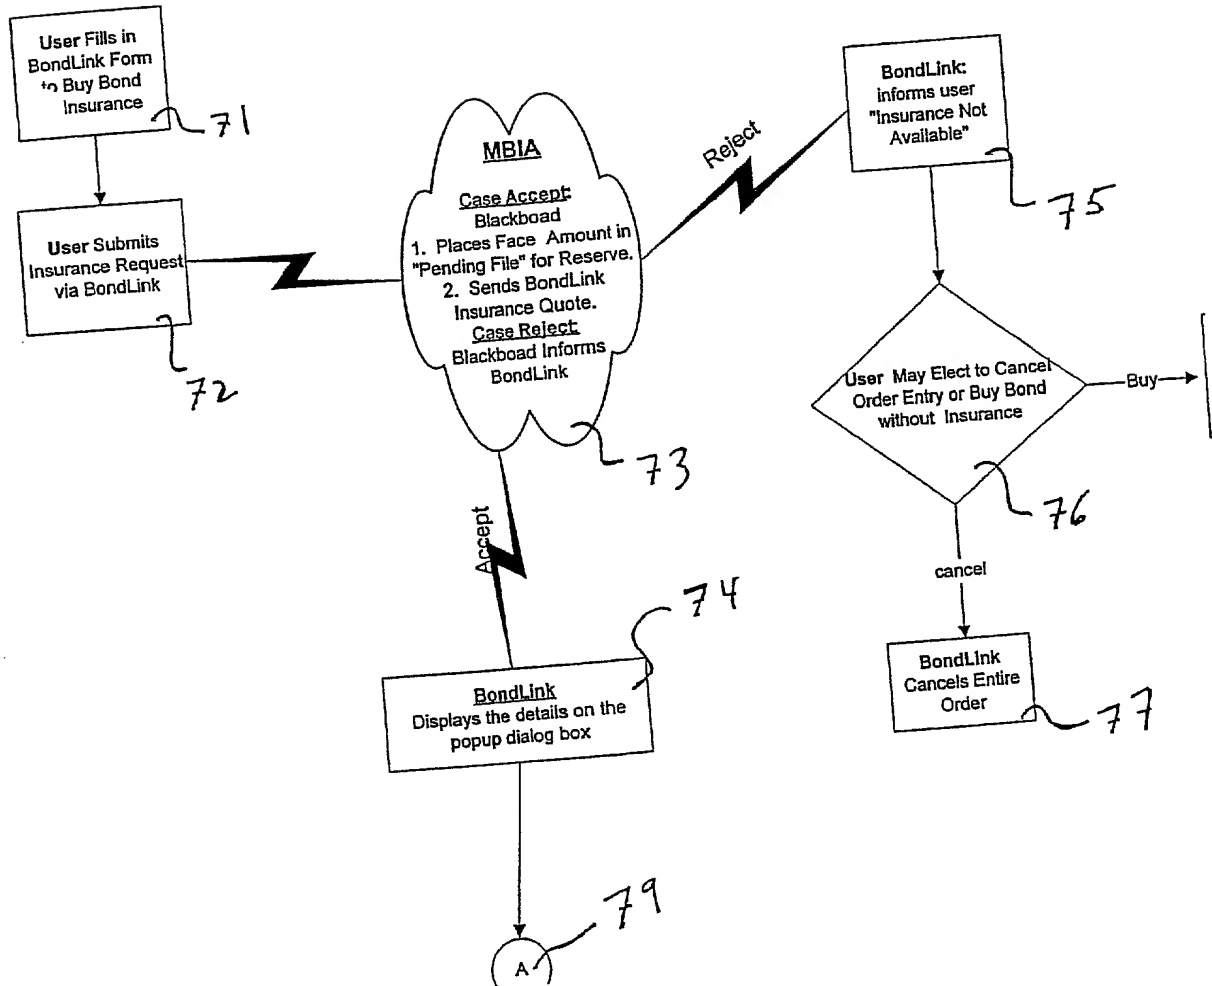 User Fills in
BondLink Form
to Buy Bond
Insurance
71
User Submits
Insurance Request
via BondLink
72
MBIA
Case Accept:
Blackboad
1. Places Face Amount in
"Pending File" for Reserve.
2. Sends BondLink
Insurance Quote.
Case Reject:
Blackboad Informs
BondLink
73
Reject
BondLink:
informs user
"Insurance Not
Available"
75
User May Elect to Cancel
Order Entry or Buy Bond
without Insurance
76
Buy
cancel
BondLink
Cancels Entire
Order
77
Accept
74
BondLink
Displays the details on the
popup dialog box
79
A